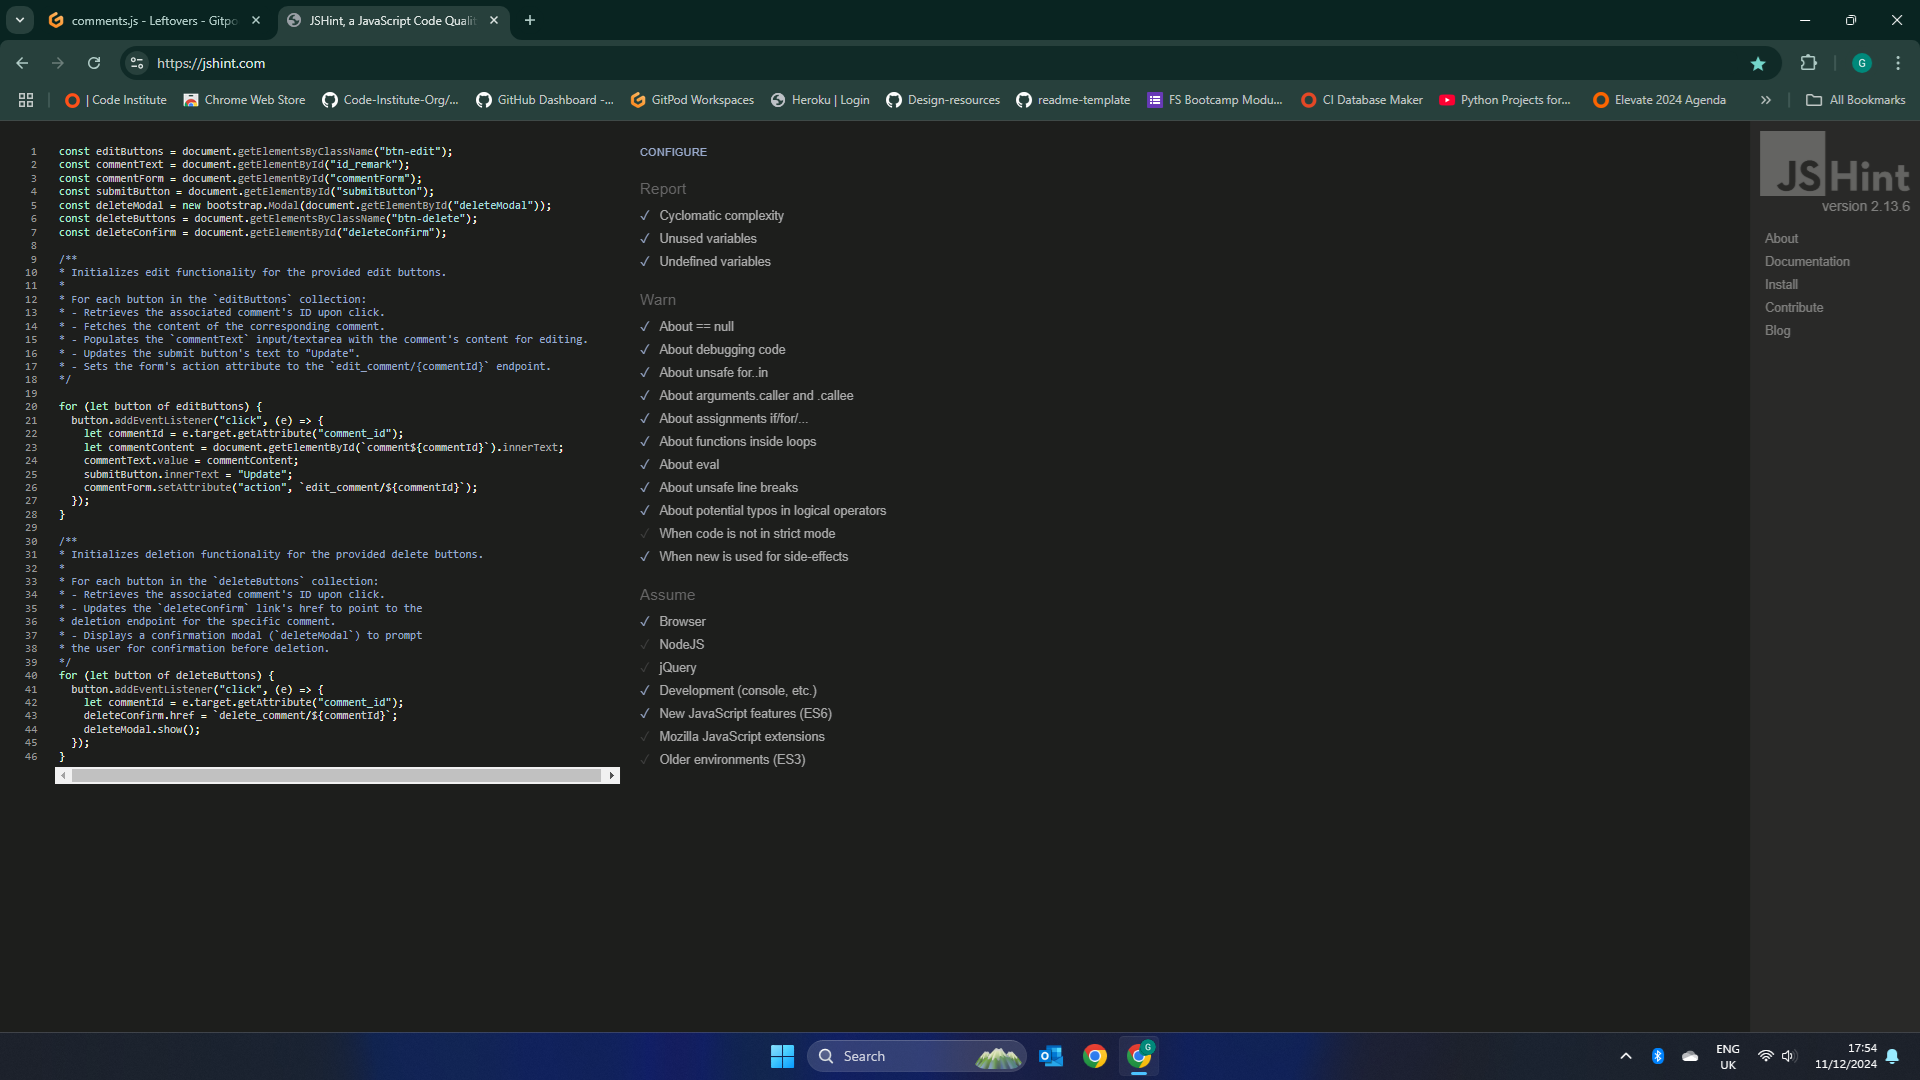 comments.js - Leftovers - Gitpo
JSHint, a JavaScript Code Quali
https://jshint.com
G
| Code Institute
Chrome Web Store
Code-Institute-Org/...
GitHub Dashboard -...
GitPod Workspaces
Heroku | Login
Design-resources
readme-template
FS Bootcamp Modu...
CI Database Maker
Python Projects for...
Elevate 2024 Agenda
All Bookmarks
1 const editButtons = document.getElementsByClassName("btn-edit");
2 const commentText = document.getElementById("id_remark");
3 const commentForm = document.getElementById("commentForm");
4 const submitButton = document.getElementById("submitButton");
5 const deleteModal = new bootstrap.Modal(document.getElementById("deleteModal"));
6 const deleteButtons = document.getElementsByClassName("btn-delete");
7 const deleteConfirm = document.getElementById("deleteConfirm");
8
9 /**
10 * Initializes edit functionality for the provided edit buttons.
11 *
12 * For each button in the `editButtons` collection:
13 * - Retrieves the associated comment's ID upon click.
14 * - Fetches the content of the corresponding comment.
15 * - Populates the `commentText` input/textarea with the comment's content for editing.
16 * - Updates the submit button's text to "Update".
17 * - Sets the form's action attribute to the `edit_comment/{commentId}` endpoint.
18 */
19
20 for (let button of editButtons) {
21 button.addEventListener("click", (e) => {
22 let commentId = e.target.getAttribute("comment_id");
23 let commentContent = document.getElementById(`comment${commentId}`).innerText;
24 commentText.value = commentContent;
25 submitButton.innerText = "Update";
26 commentForm.setAttribute("action", `edit_comment/${commentId}`);
27 });
28 }
29
30 /**
31 * Initializes deletion functionality for the provided delete buttons.
32 *
33 * For each button in the `deleteButtons` collection:
34 * - Retrieves the associated comment's ID upon click.
35 * - Updates the `deleteConfirm` link's href to point to the
36 * deletion endpoint for the specific comment.
37 * - Displays a confirmation modal (`deleteModal`) to prompt
38 * the user for confirmation before deletion.
39 */
40 for (let button of deleteButtons) {
41 button.addEventListener("click", (e) => {
42 let commentId = e.target.getAttribute("comment_id");
43 deleteConfirm.href = `delete_comment/${commentId}`;
44 deleteModal.show();
45 });
46 }
CONFIGURE
Report
✓ Cyclomatic complexity
✓ Unused variables
✓ Undefined variables
Warn
✓ About == null
✓ About debugging code
✓ About unsafe for..in
✓ About arguments.caller and .callee
✓ About assignments if/for/...
✓ About functions inside loops
✓ About eval
✓ About unsafe line breaks
✓ About potential typos in logical operators
✓ When code is not in strict mode
✓ When new is used for side-effects
Assume
✓ Browser
✓ NodeJS
✓ jQuery
✓ Development (console, etc.)
✓ New JavaScript features (ES6)
✓ Mozilla JavaScript extensions
✓ Older environments (ES3)
JSHint
version 2.13.6
About
Documentation
Install
Contribute
Blog
Search
G
ENG
UK
17:54
11/12/2024